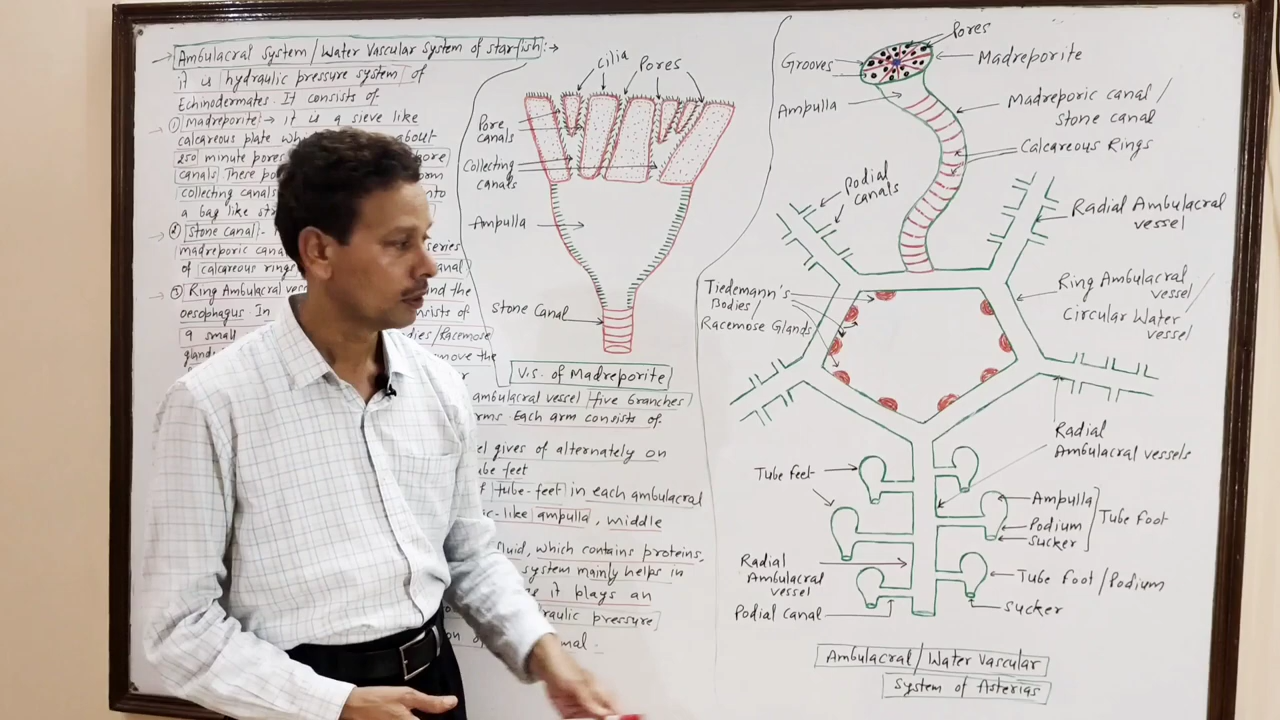 Ambulacral System/Water Vascular System of starfish:→
it is hydraulic pressure system of
Echinodermates. It consists of
① Madreporite → it is a sieve like
calcareous plate about
250 minute pores
canals These
collecting canals
a bag like
② Stone canal-
madreporic series
of calcareous rings
③ Ring Ambulacral and the
oesophagus. In
9 small
move the
ambulacral vessel five branches
Each arm consists of
gives of alternately on
feet
tube-feet in each ambulacral
ampulla, middle
fluid, which contains proteins,
system mainly helps in
it plays an
pressure
Cilia
Pores
Pore
canals
Collecting
canals
Ampulla
Stone Canal
V.S. of Madreporite
Pores
Grooves
Madreporite
Ampulla
Madreporic canal/
Stone canal
Calcareous Rings
Podial
canals
Radial Ambulacral
vessel
Tiedemann's
Bodies/
Racemose Glands
Ring Ambulacral
vessel/
Circular Water
vessel
Radial
Ambulacral vessels
Tube feet
Ampulla
Podium
Sucker
Tube Foot
Radial
Ambulacral
vessel
Podial Canal
Tube Foot/Podium
Sucker
Ambulacral/Water Vascular
System of Asterias